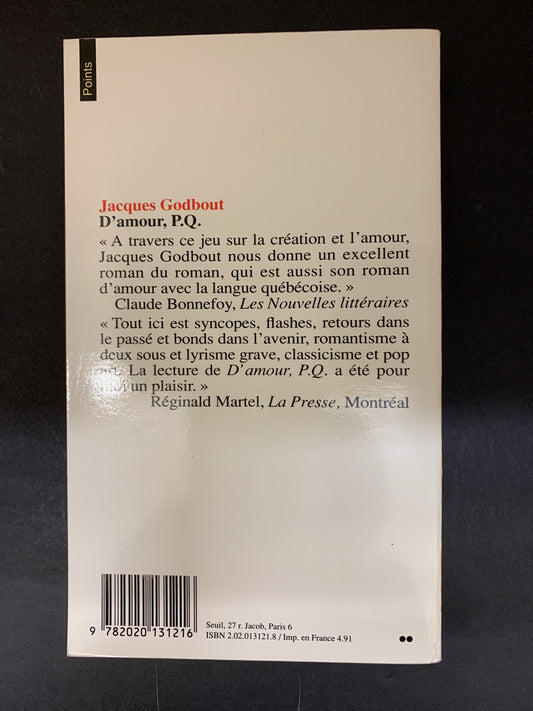 Points
Jacques Godbout
D'amour, P.Q.
« A travers ce jeu sur la création et l'amour,
Jacques Godbout nous donne un excellent
roman du roman, qui est aussi son roman
d'amour avec la langue québécoise. »
Claude Bonnefoy, Les Nouvelles littéraires
« Tout ici est syncopes, flashes, retours dans
le passé et bonds dans l'avenir, romantisme à
deux sous et lyrisme grave, classicisme et pop
art. La lecture de D'amour, P.Q. a été pour
moi un plaisir. »
Réginald Martel, La Presse, Montréal
9 782020 131216
Seuil, 27 r. Jacob, Paris 6
ISBN 2.02.013121.8 / Imp. en France 4.91